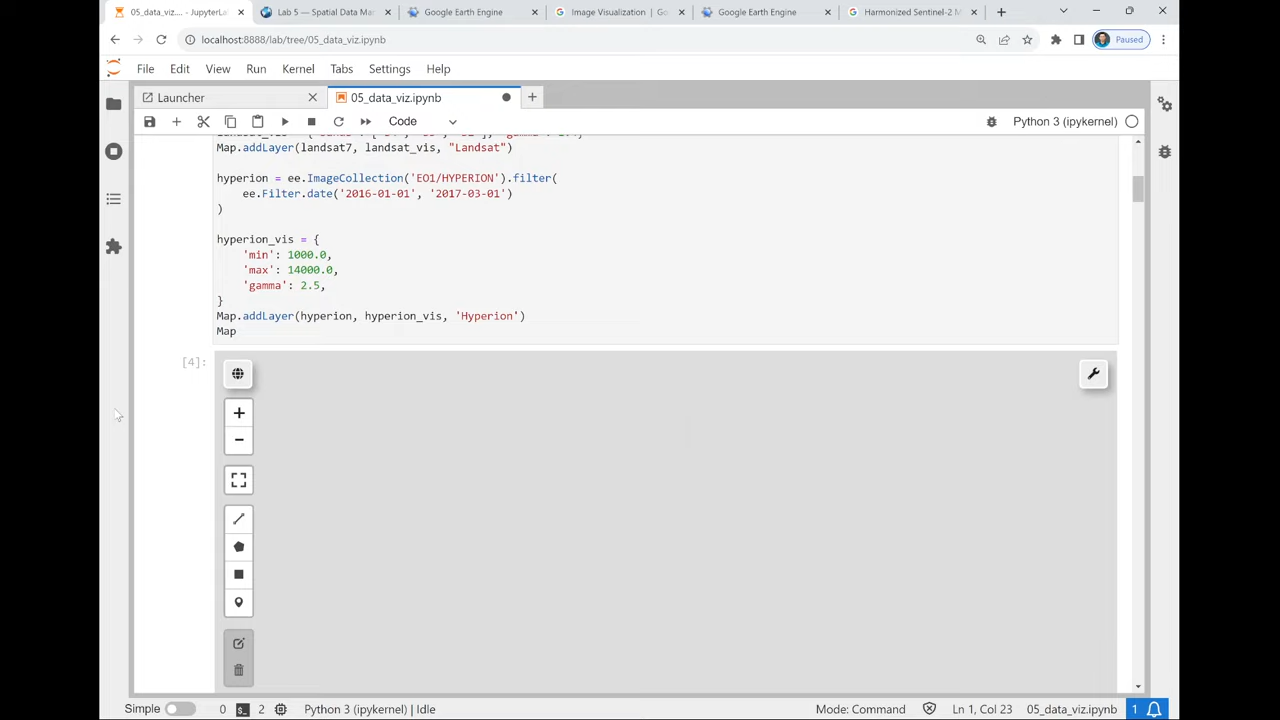 05_data_viz.... - JupyterLab
Lab 5 — Spatial Data Ma
Google Earth Engine
Image Visualization | Go
Google Earth Engine
Harmonized Sentinel-2 M
localhost:8888/lab/tree/05_data_viz.ipynb
Paused
File Edit View Run Kernel Tabs Settings Help
Launcher
05_data_viz.ipynb
Code
Python 3 (ipykernel)
Map.addLayer(landsat7, landsat_vis, "Landsat")
hyperion = ee.ImageCollection('EO1/HYPERION').filter(
ee.Filter.date('2016-01-01', '2017-03-01')
)
hyperion_vis = {
'min': 1000.0,
'max': 14000.0,
'gamma': 2.5,
}
Map.addLayer(hyperion, hyperion_vis, 'Hyperion')
Map
[4]:
+
−
Simple 0 2 Python 3 (ipykernel) | Idle Mode: Command Ln 1, Col 23 05_data_viz.ipynb 1